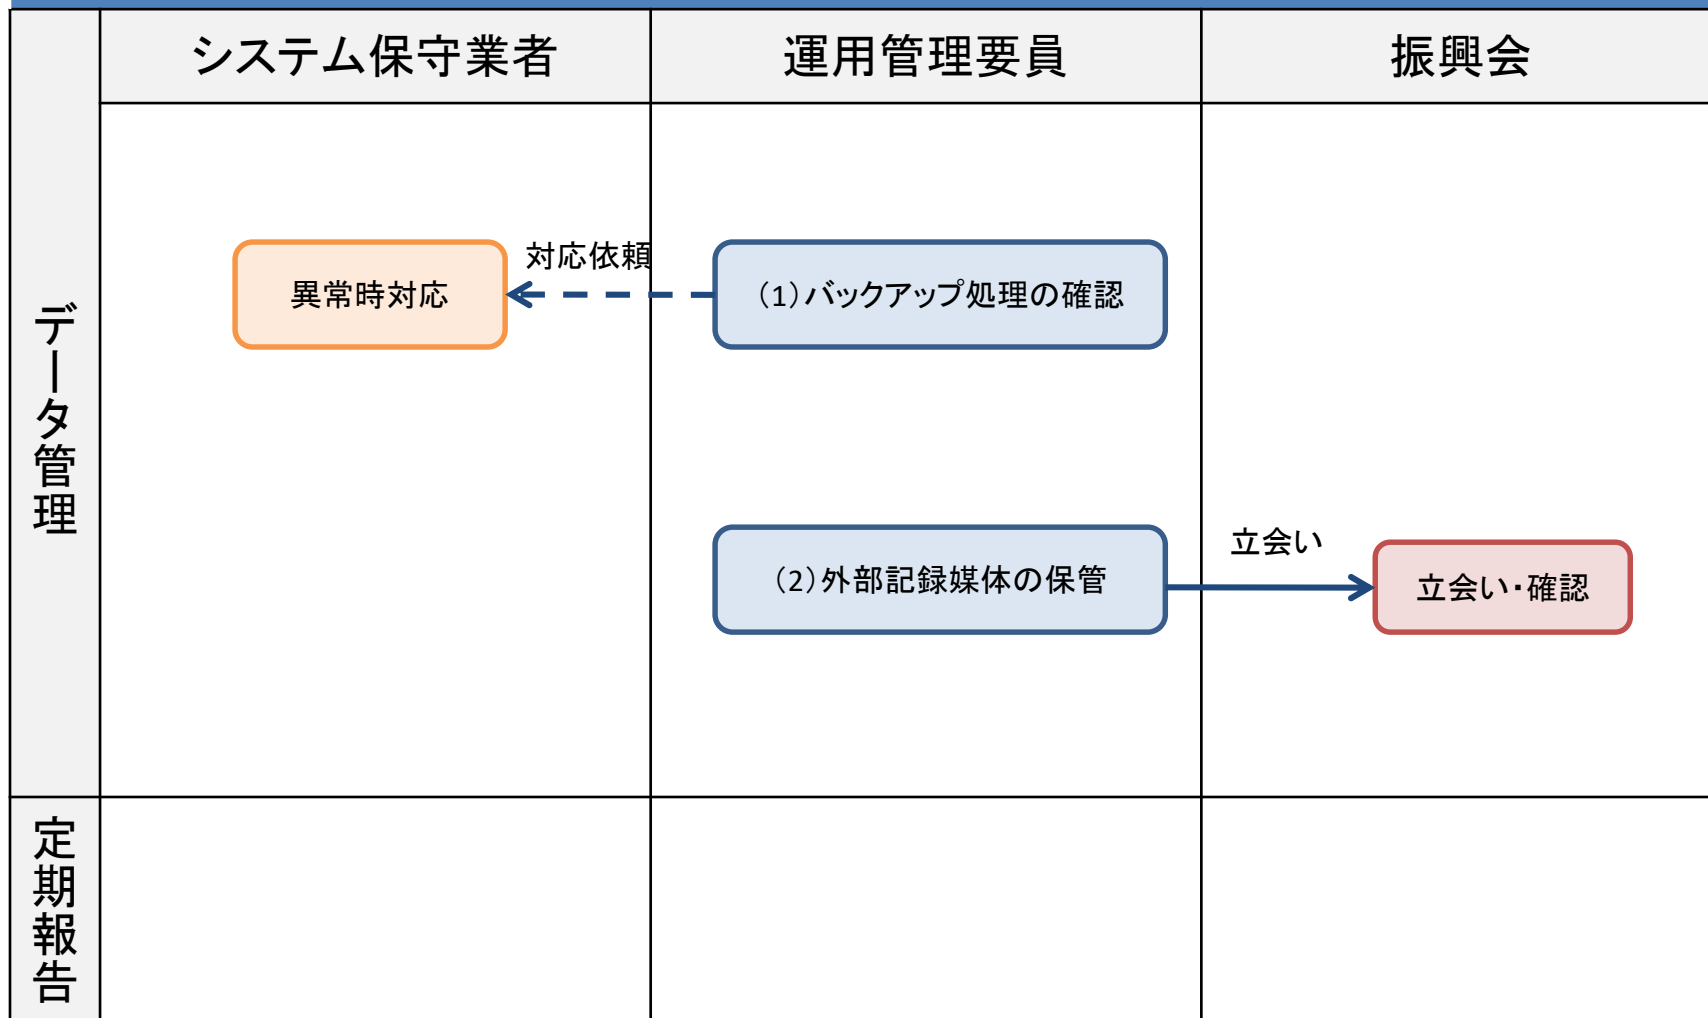 システム保守業者
運用管理要員
振興会
データ管理
対応依頼
異常時対応
(1)バックアップ処理の確認
立会い
(2)外部記録媒体の保管
立会い・確認
定期報告